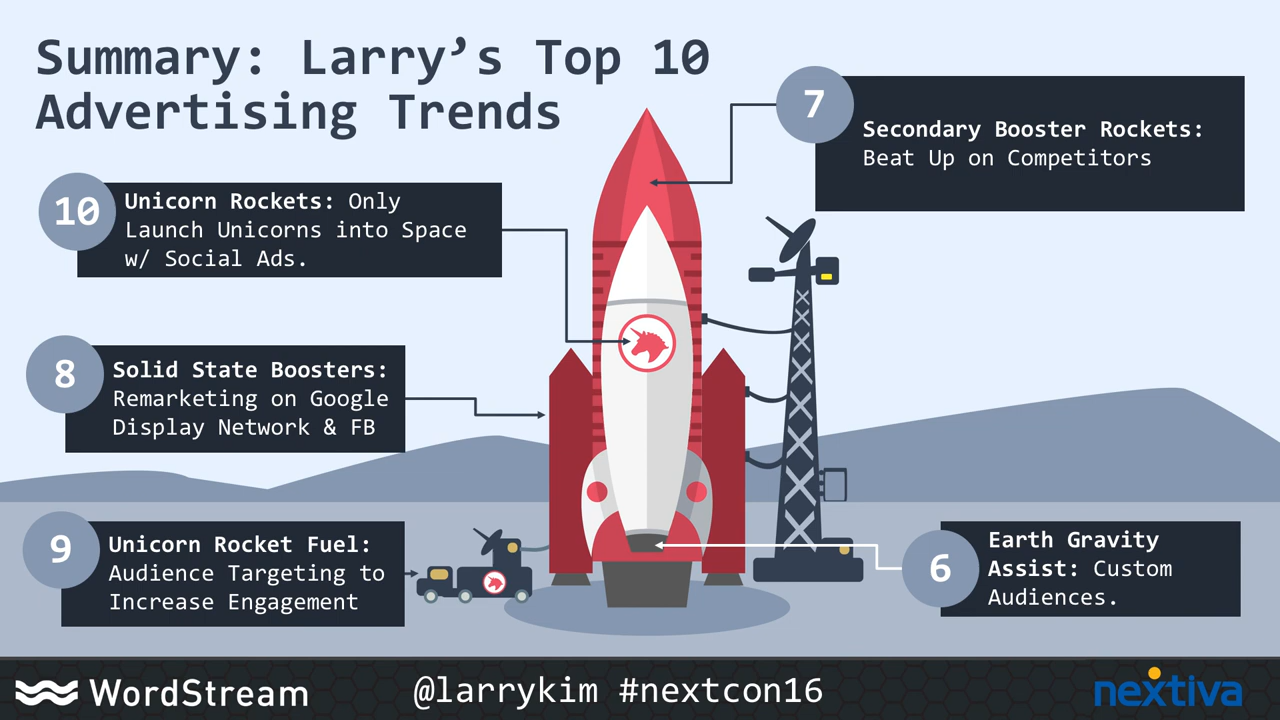 Summary: Larry’s Top 10
Advertising Trends
10
Unicorn Rockets: Only
Launch Unicorns into Space
w/ Social Ads.
7
Secondary Booster Rockets:
Beat Up on Competitors
8
Solid State Boosters:
Remarketing on Google
Display Network & FB
9
Unicorn Rocket Fuel:
Audience Targeting to
Increase Engagement
6
Earth Gravity
Assist: Custom
Audiences.
WordStream
@larrykim #nextcon16
nextiva